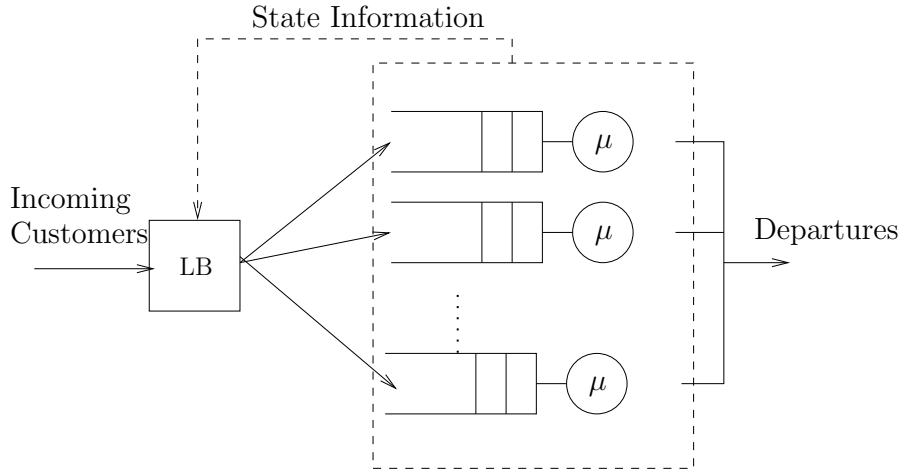 State Information
Incoming
Customers
LB
μ
μ
μ
Departures